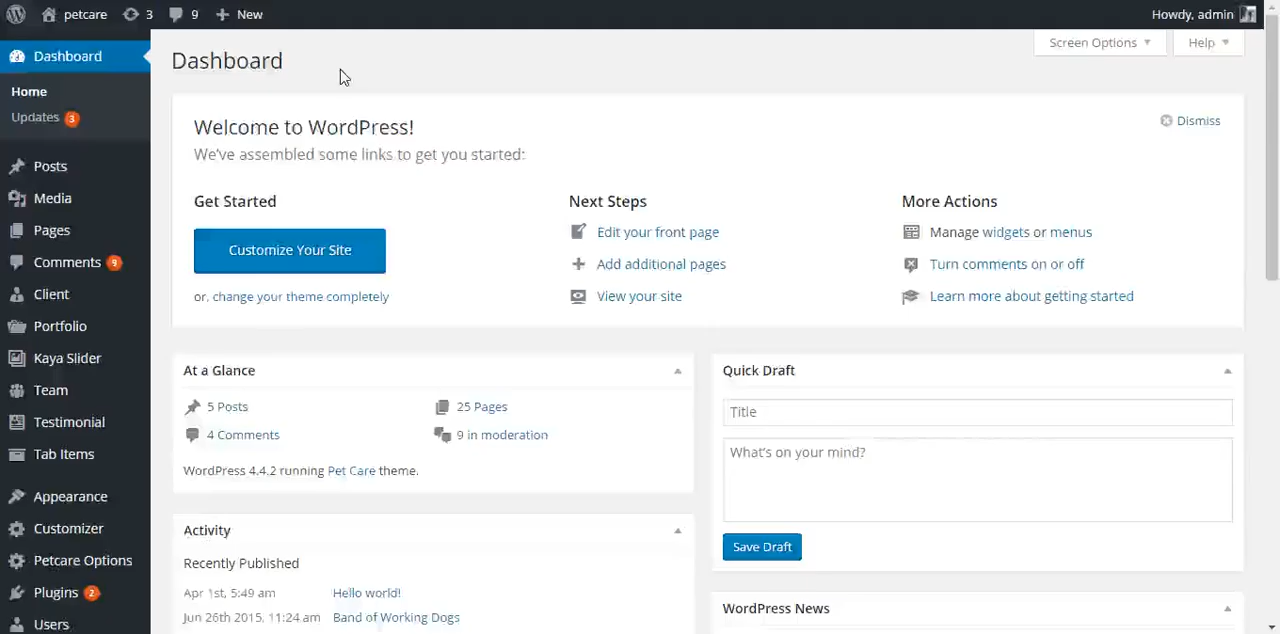 petcare 3 9 New Howdy, admin
Screen Options Help
Dashboard
Home
Updates 3
Posts
Media
Pages
Comments 9
Client
Portfolio
Kaya Slider
Team
Testimonial
Tab Items
Appearance
Customizer
Petcare Options
Plugins 2
Users
Dashboard
Welcome to WordPress!
Dismiss
We've assembled some links to get you started:
Get Started
Customize Your Site
or, change your theme completely
Next Steps
Edit your front page
Add additional pages
View your site
More Actions
Manage widgets or menus
Turn comments on or off
Learn more about getting started
At a Glance
5 Posts
25 Pages
4 Comments
9 in moderation
WordPress 4.4.2 running Pet Care theme.
Activity
Recently Published
Apr 1st, 5:49 am Hello world!
Jun 26th 2015, 11:24 am Band of Working Dogs
Quick Draft
Title
What's on your mind?
Save Draft
WordPress News